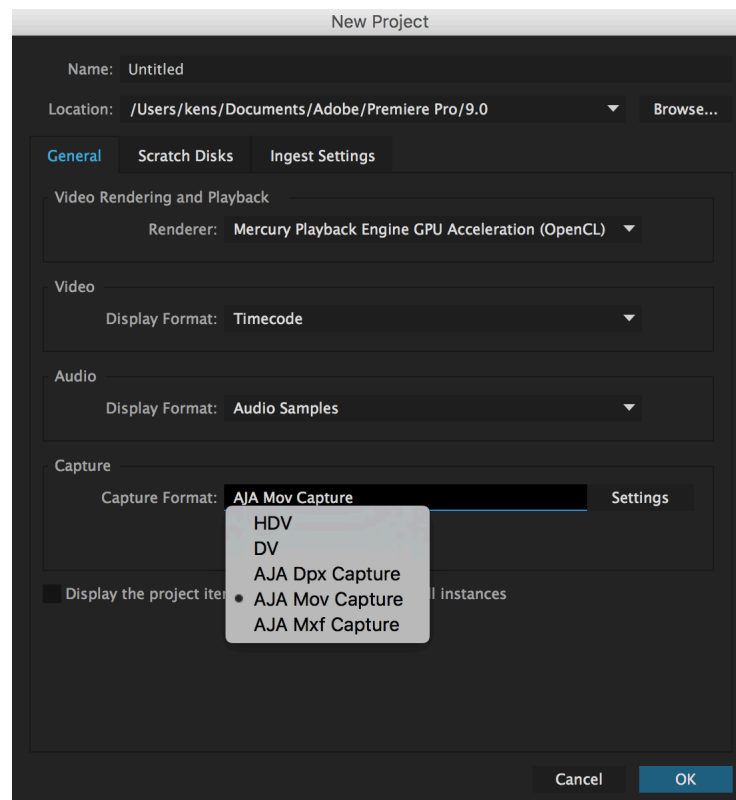 New Project
Name: Untitled
Location: /Users/kens/Documents/Adobe/Premiere Pro/9.0 Browse...
General Scratch Disks Ingest Settings
Video Rendering and Playback
Renderer: Mercury Playback Engine GPU Acceleration (OpenCL)
Video
Display Format: Timecode
Audio
Display Format: Audio Samples
Capture
Capture Format: AJA Mov Capture Settings
HDV
DV
AJA Dpx Capture
Display the project AJA Mov Capture instances
AJA Mxf Capture
Cancel OK